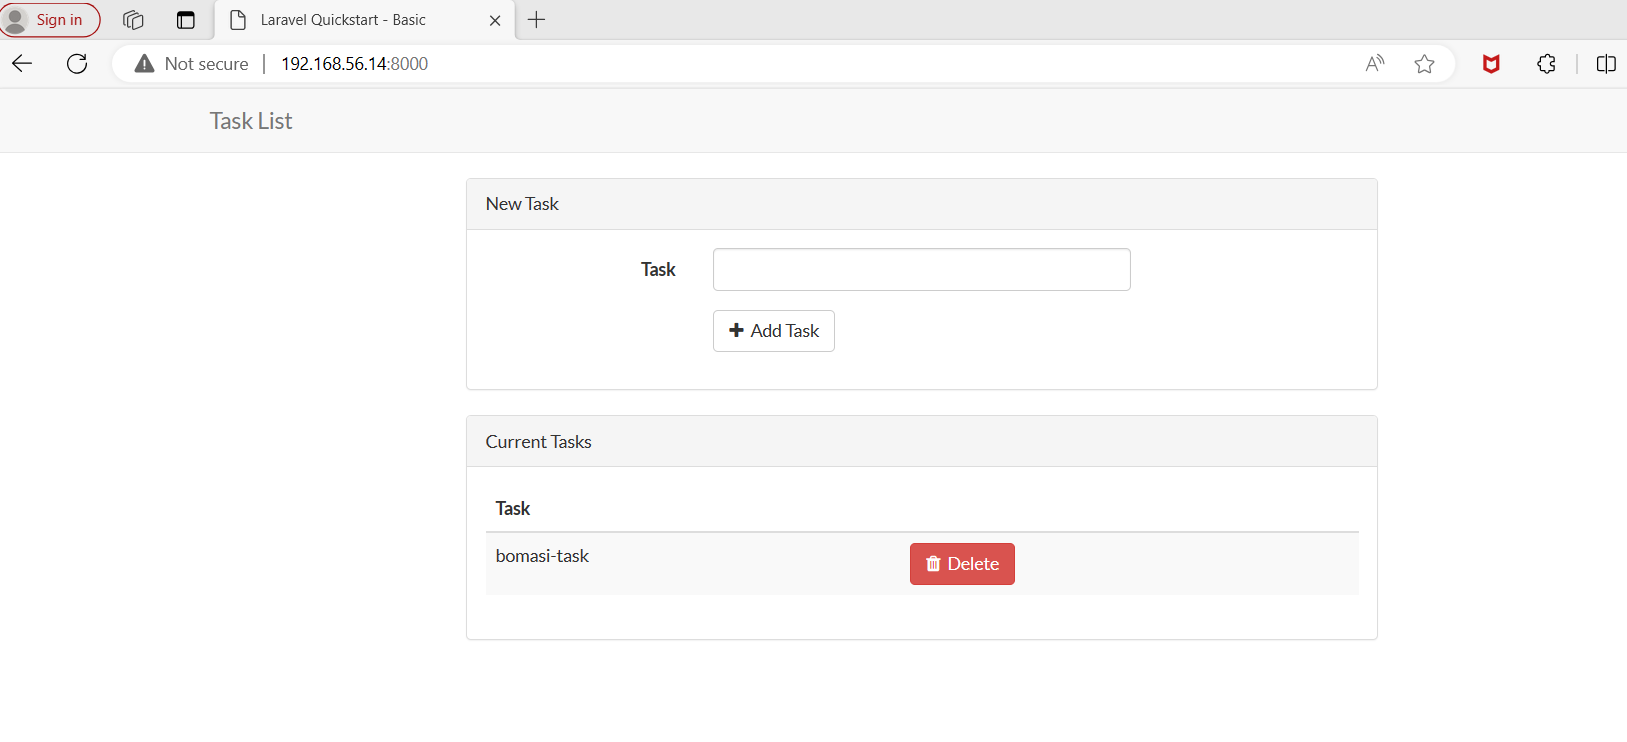 Sign in
Laravel Quickstart - Basic
Not secure
192.168.56.14:8000
Task List
New Task
Task
Add Task
Current Tasks
Task
bomasi-task
Delete